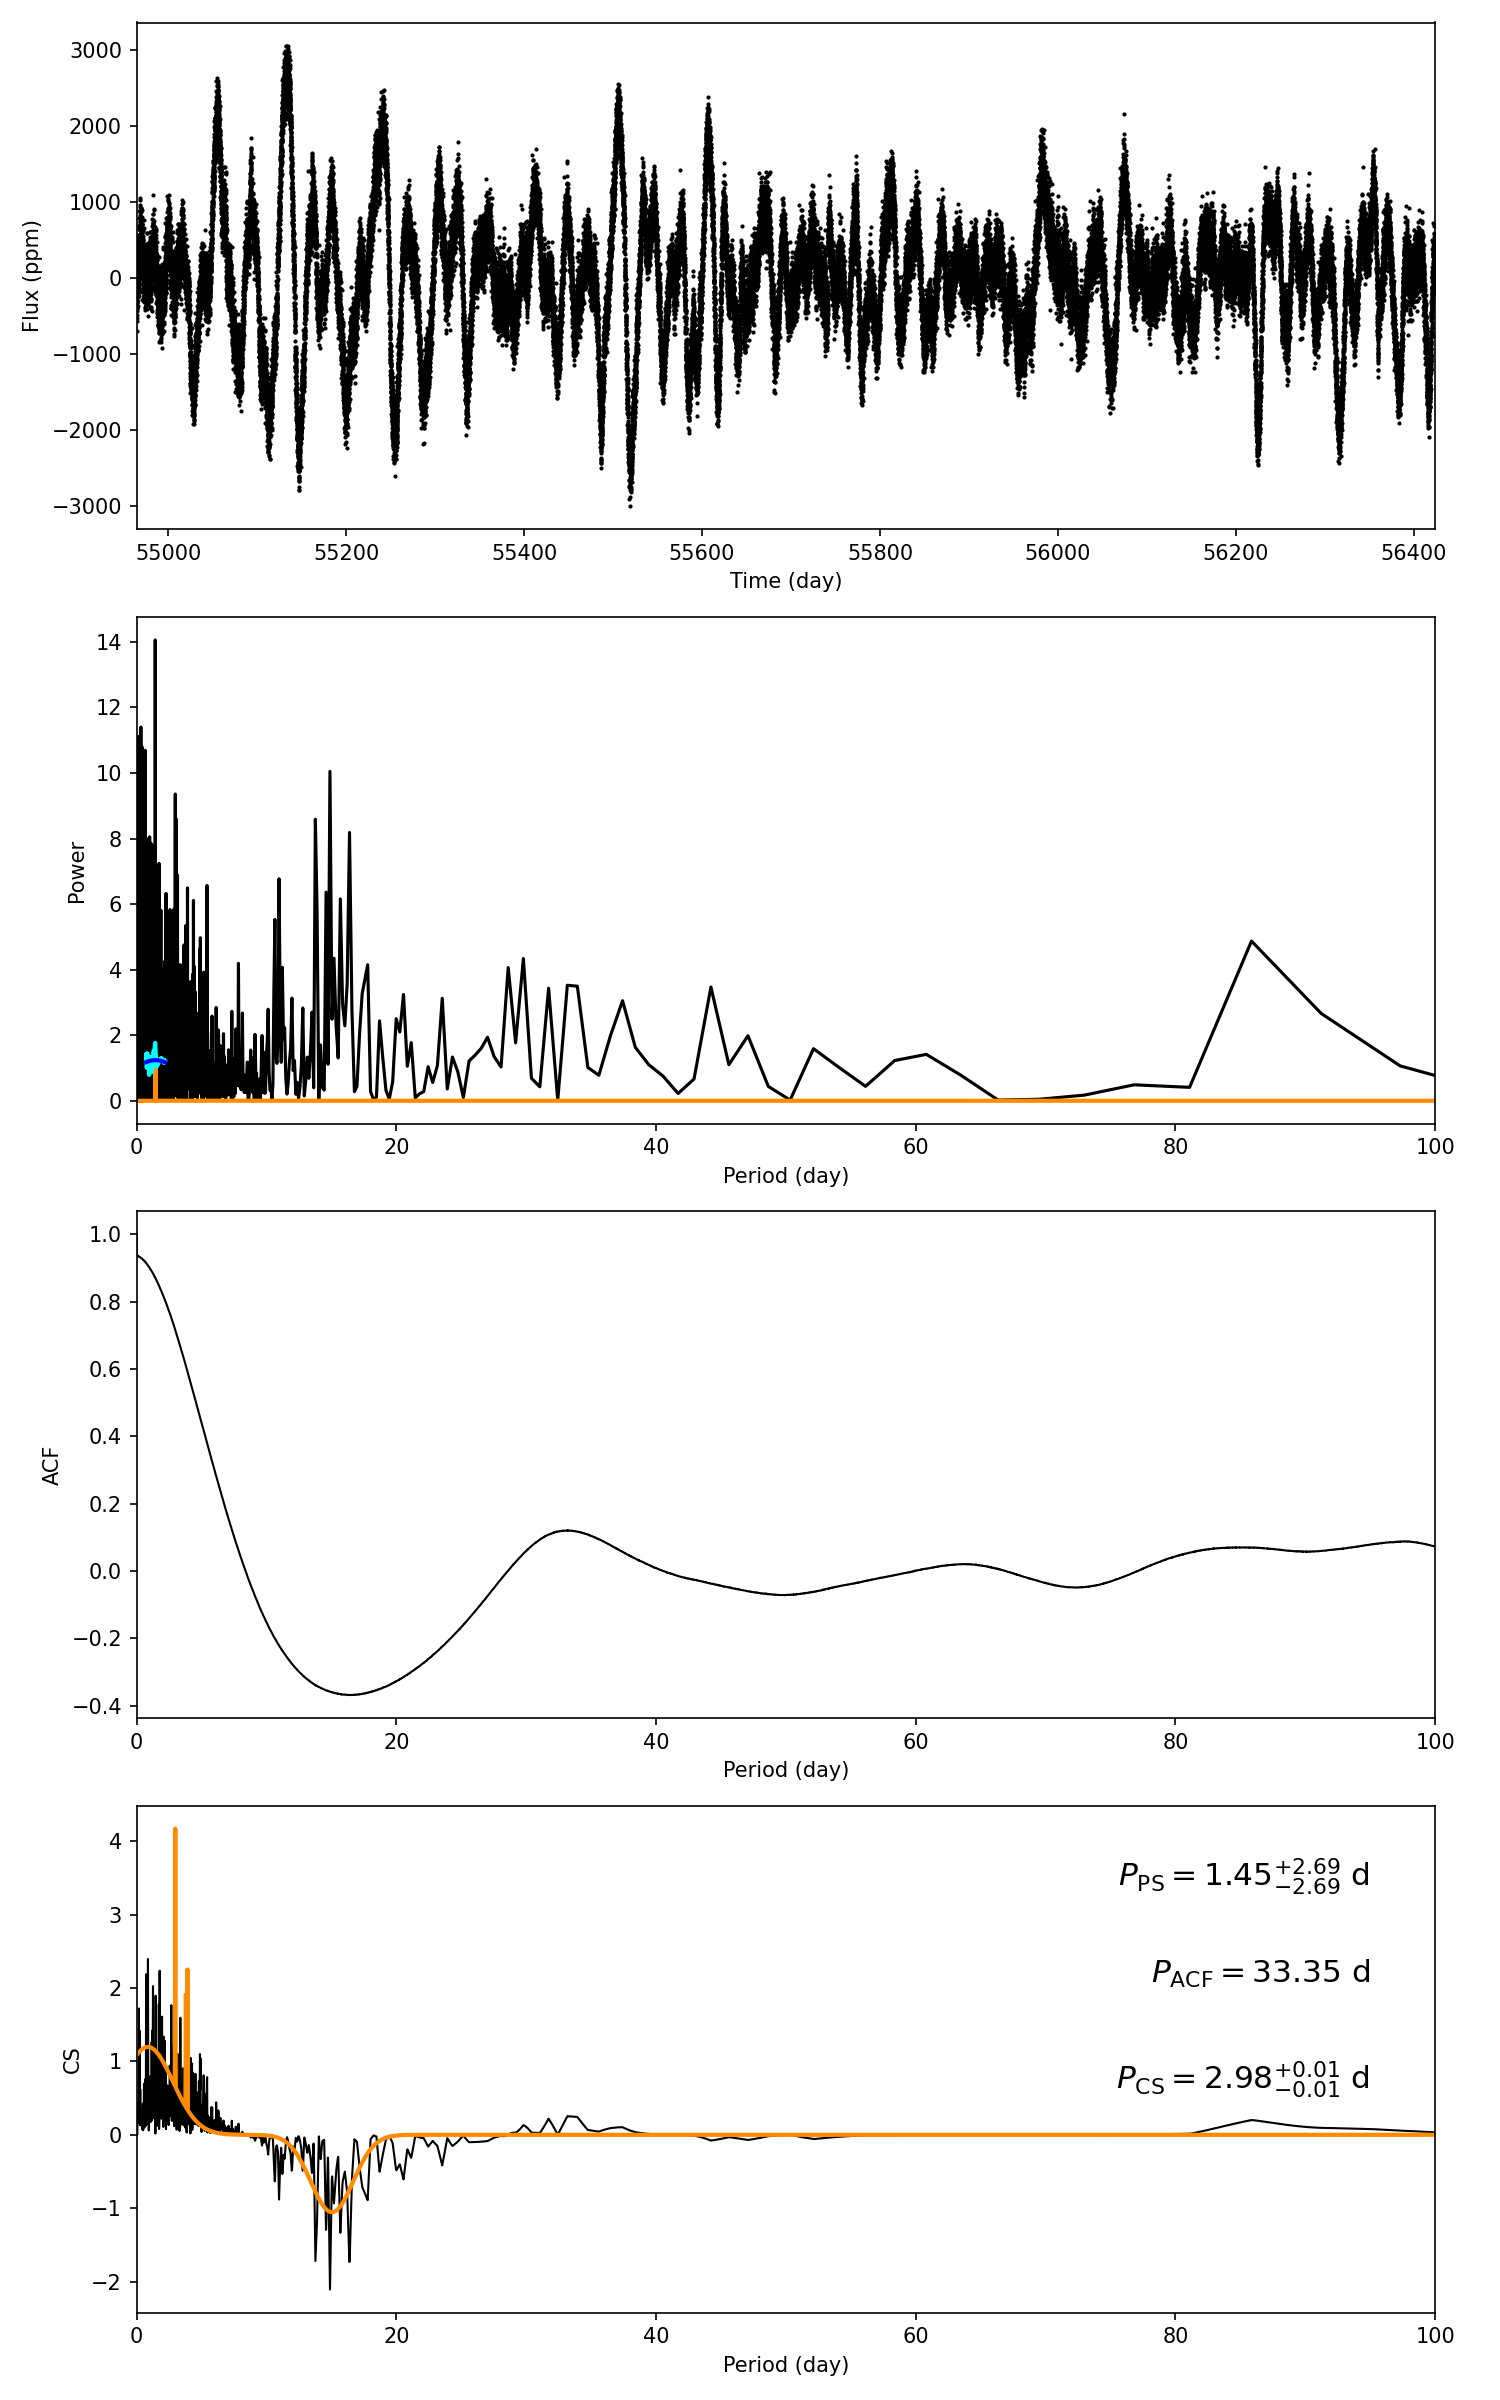 3000
2000
1000
0
−1000
−2000
−3000
Flux (ppm)
55000 55200 55400 55600 55800 56000 56200 56400
Time (day)
14
12
10
8
6
4
2
0
Power
0 20 40 60 80 100
Period (day)
1.0
0.8
0.6
0.4
0.2
0.0
−0.2
−0.4
ACF
0 20 40 60 80 100
Period (day)
4
3
2
1
0
−1
−2
CS
P_PS = 1.45 +2.69 −2.69 d
P_ACF = 33.35 d
P_CS = 2.98 +0.01 −0.01 d
0 20 40 60 80 100
Period (day)